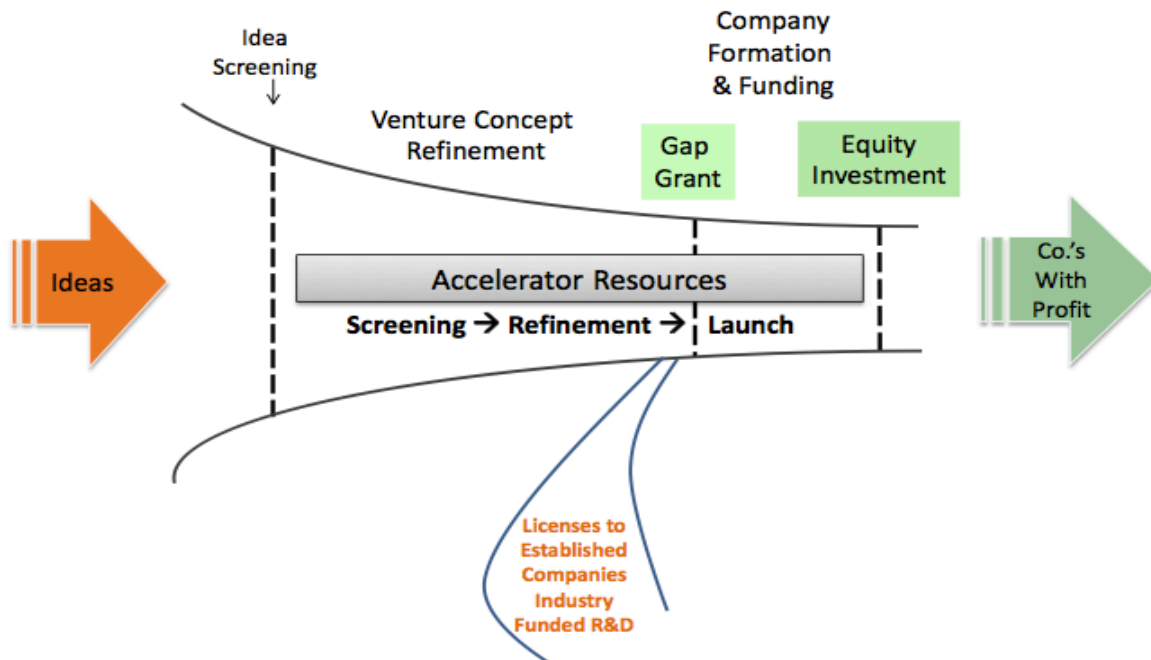 Idea
Screening
Company
Formation
& Funding
Venture Concept
Refinement
Gap
Grant
Equity
Investment
Ideas
Accelerator Resources
Screening → Refinement → Launch
Co.'s
With
Profit
Licenses to
Established
Companies
Industry
Funded R&D